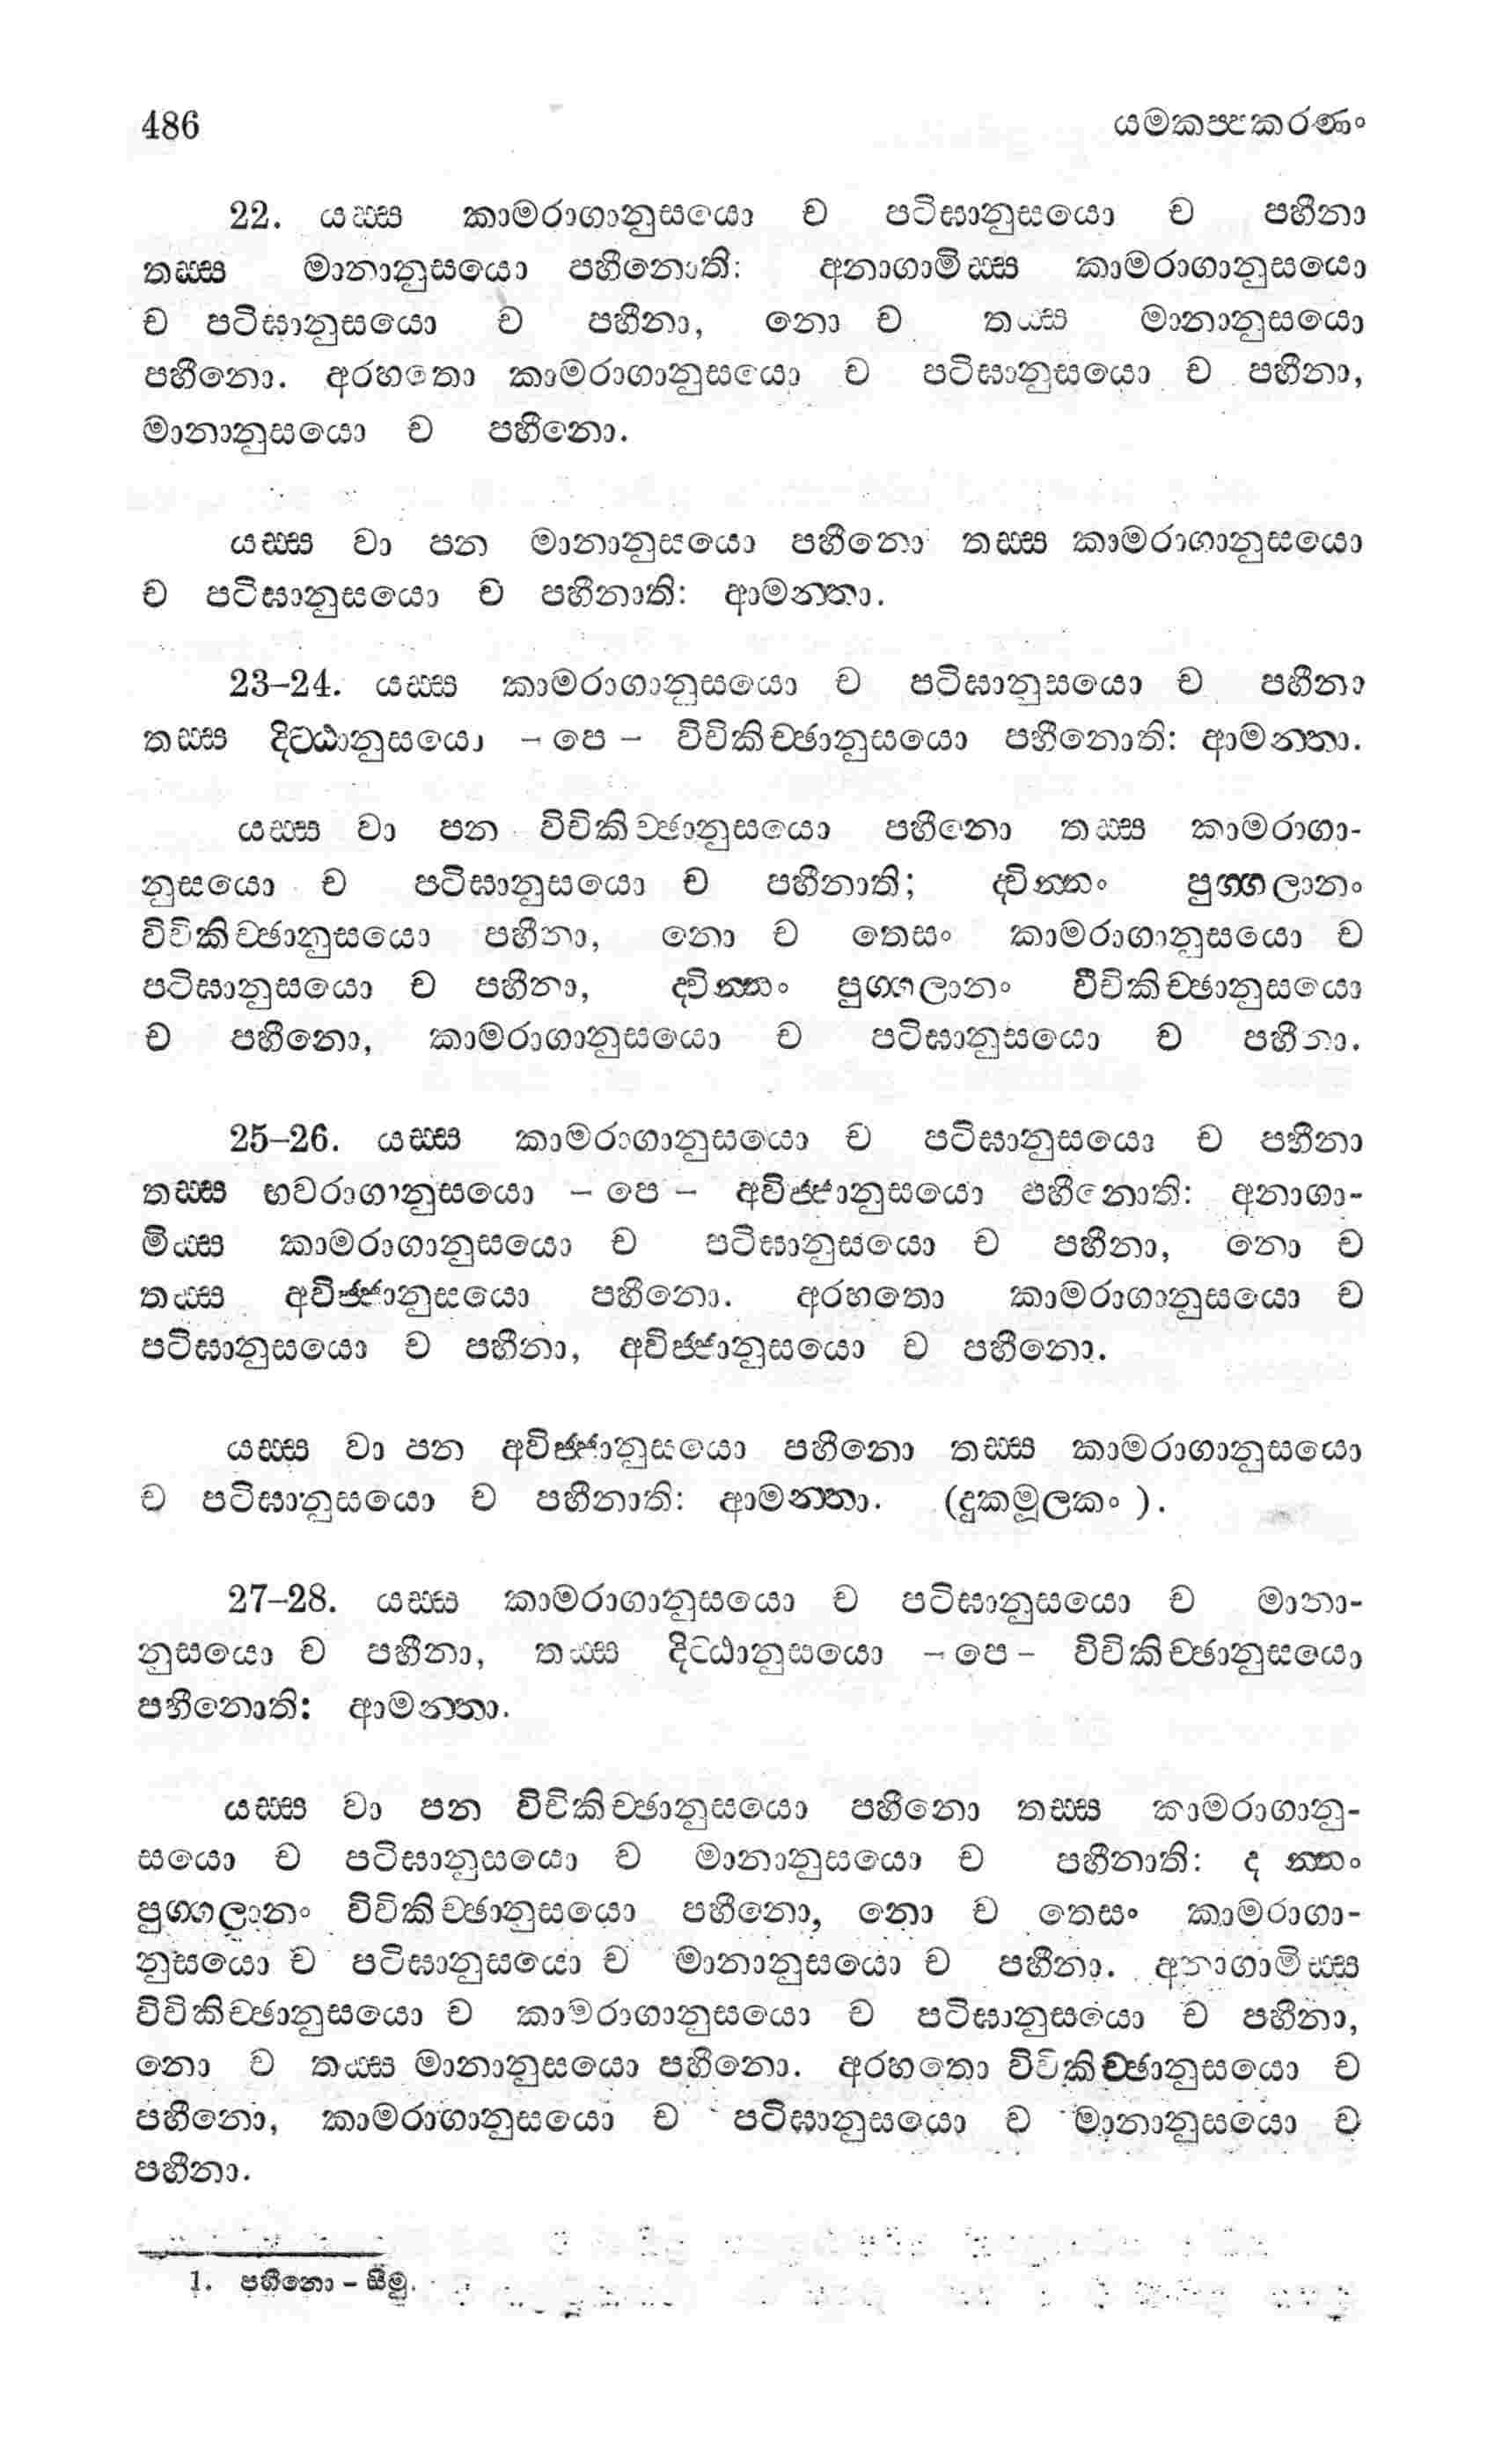 486 යමකප්පකරණං
22. යස්ස කාමරාගානුසයො ච පටිඝානුසයො ච පහීනා
තස්ස මානානුසයො පහීනොති: අනාගාමිස්ස කාමරාගානුසයො
ච පටිඝානුසයො ච පහීනා, නො ච තස්ස මානානුසයො
පහීනො. අරහතො කාමරාගානුසයො ච පටිඝානුසයො ච පහීනා,
මානානුසයො ච පහීනො.
යස්ස වා පන මානානුසයො පහීනො තස්ස කාමරාගානුසයො
ච පටිඝානුසයො ච පහීනාති: ආමන්තා.
23–24. යස්ස කාමරාගානුසයො ච පටිඝානුසයො ච පහීනා
තස්ස දිට්ඨානුසයො – පෙ – විචිකිච්ඡානුසයො පහීනොති: ආමන්තා.
යස්ස වා පන විචිකිච්ඡානුසයො පහීනො තස්ස කාමරාගා-
නුසයො ච පටිඝානුසයො ච පහීනාති; ද්වින්නං පුග්ගලානං
විචිකිච්ඡානුසයො පහීනා, නො ච තෙසං කාමරාගානුසයො ච
පටිඝානුසයො ච පහීනා, ද්වින්නං පුග්ගලානං විචිකිච්ඡානුසයො
ච පහීනො, කාමරාගානුසයො ච පටිඝානුසයො ච පහීනා.
25–26. යස්ස කාමරාගානුසයො ච පටිඝානුසයො ච පහීනා
තස්ස භවරාගානුසයො – පෙ – අවිජ්ජානුසයො පහීනොති: අනාගා-
මිස්ස කාමරාගානුසයො ච පටිඝානුසයො ච පහීනා, නො ච
තස්ස අවිජ්ජානුසයො පහීනො. අරහතො කාමරාගානුසයො ච
පටිඝානුසයො ච පහීනා, අවිජ්ජානුසයො ච පහීනො.
යස්ස වා පන අවිජ්ජානුසයො පහීනො තස්ස කාමරාගානුසයො
ච පටිඝානුසයො ච පහීනාති: ආමන්තා. (දුකමූලකං ).
27–28. යස්ස කාමරාගානුසයො ච පටිඝානුසයො ච මානා-
නුසයො ච පහීනා, තස්ස දිට්ඨානුසයො – පෙ – විචිකිච්ඡානුසයො
පහීනොති: ආමන්තා.
යස්ස වා පන විචිකිච්ඡානුසයො පහීනො තස්ස කාමරාගානු-
සයො ච පටිඝානුසයො ච මානානුසයො ච පහීනාති: ද න්නං
පුග්ගලානං විචිකිච්ඡානුසයො පහීනො, නො ච තෙසං කාමරාගා-
නුසයො ච පටිඝානුසයො ච මානානුසයො ච පහීනා. අනාගාමිස්ස
විචිකිච්ඡානුසයො ච කාමරාගානුසයො ච පටිඝානුසයො ච පහීනා,
නො ච තස්ස මානානුසයො පහීනො. අරහතො විචිකිච්ඡානුසයො ච
පහීනො, කාමරාගානුසයො ච පටිඝානුසයො ච මානානුසයො ච
පහීනා.
1. පහීනො – සීමු.